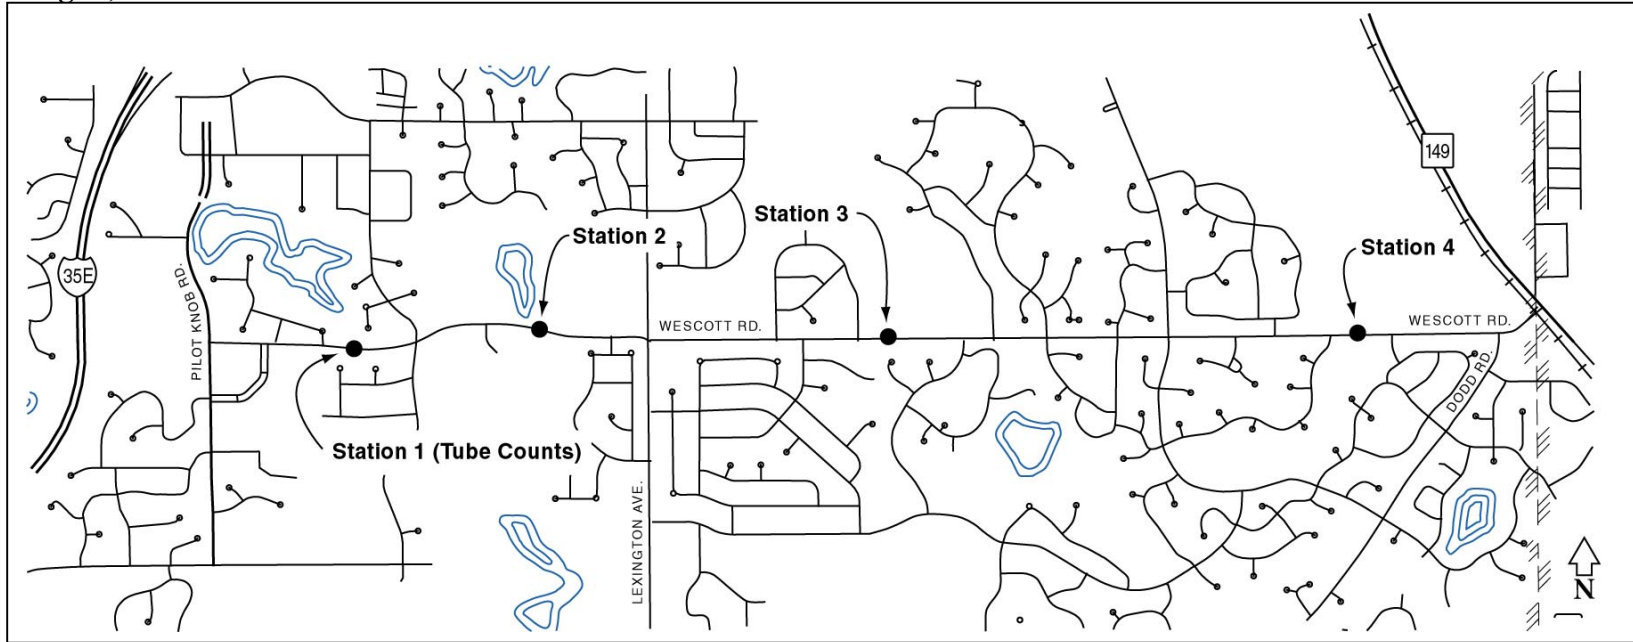 149
Station 3
Station 2
Station 4
35E
PILOT KNOB RD.
WESCOTT RD.
WESCOTT RD.
DODD RD.
Station 1 (Tube Counts)
LEXINGTON AVE.
N